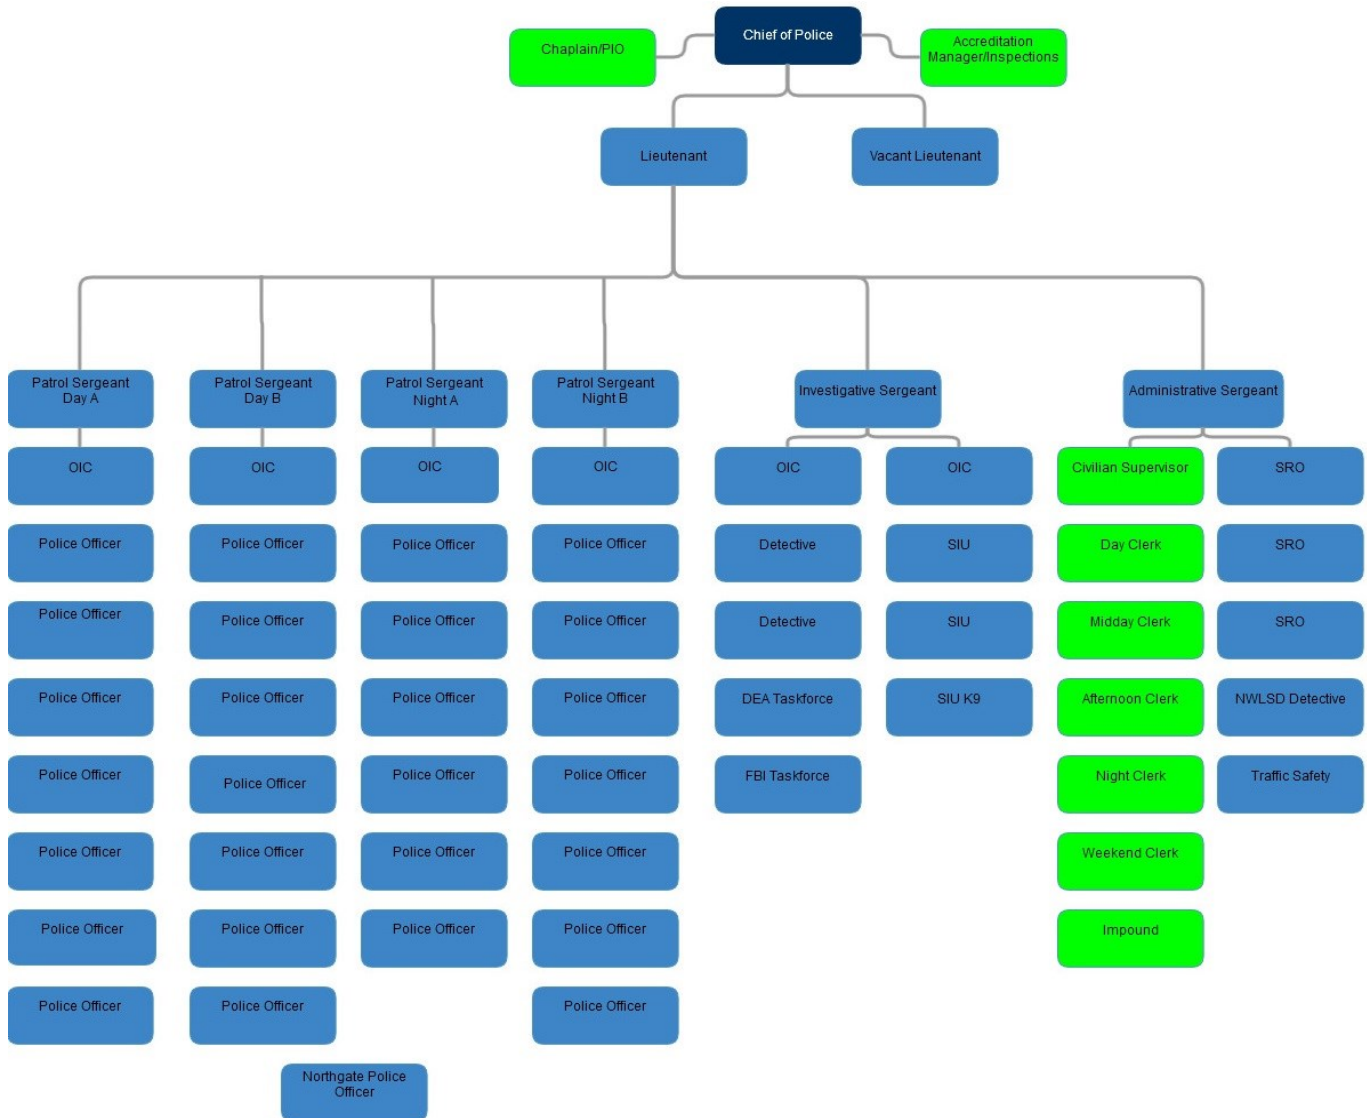 Chief of Police
Chaplain/PIO
Accreditation
Manager/Inspections
Lieutenant
Vacant Lieutenant
Patrol Sergeant
Day A
Patrol Sergeant
Day B
Patrol Sergeant
Night A
Patrol Sergeant
Night B
Investigative Sergeant
Administrative Sergeant
OIC
OIC
OIC
OIC
OIC
OIC
Civilian Supervisor
SRO
Police Officer
Police Officer
Police Officer
Police Officer
Detective
SIU
Day Clerk
SRO
Police Officer
Police Officer
Police Officer
Police Officer
Detective
SIU
Midday Clerk
SRO
Police Officer
Police Officer
Police Officer
Police Officer
DEA Taskforce
SIU K9
Afternoon Clerk
NWLSD Detective
Police Officer
Police Officer
Police Officer
Police Officer
FBI Taskforce
Night Clerk
Traffic Safety
Police Officer
Police Officer
Police Officer
Police Officer
Weekend Clerk
Police Officer
Police Officer
Police Officer
Police Officer
Impound
Police Officer
Police Officer
Police Officer
Northgate Police
Officer